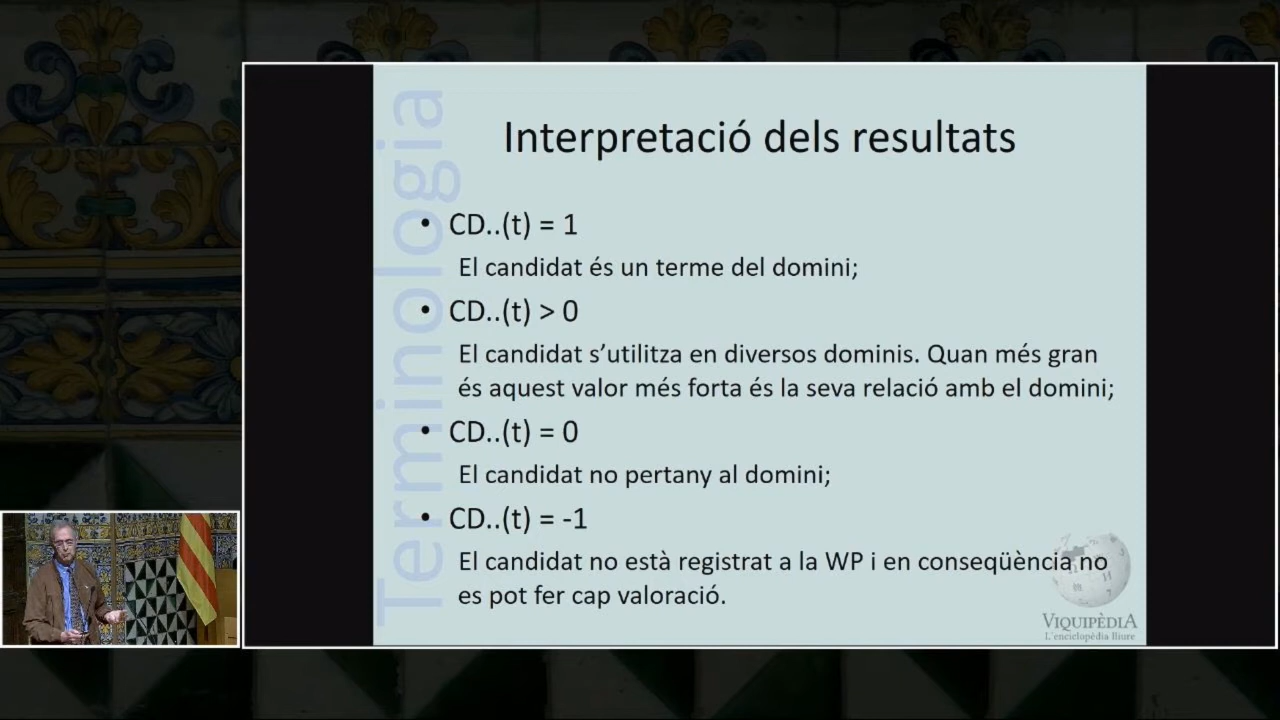 Terminologia
Interpretació dels resultats
• CD..(t) = 1
El candidat és un terme del domini;
• CD..(t) > 0
El candidat s’utilitza en diversos dominis. Quan més gran
és aquest valor més forta és la seva relació amb el domini;
• CD..(t) = 0
El candidat no pertany al domini;
• CD..(t) = -1
El candidat no està registrat a la WP i en conseqüència no
es pot fer cap valoració.
VIQUIPÈDIA
L'enciclopèdia lliure